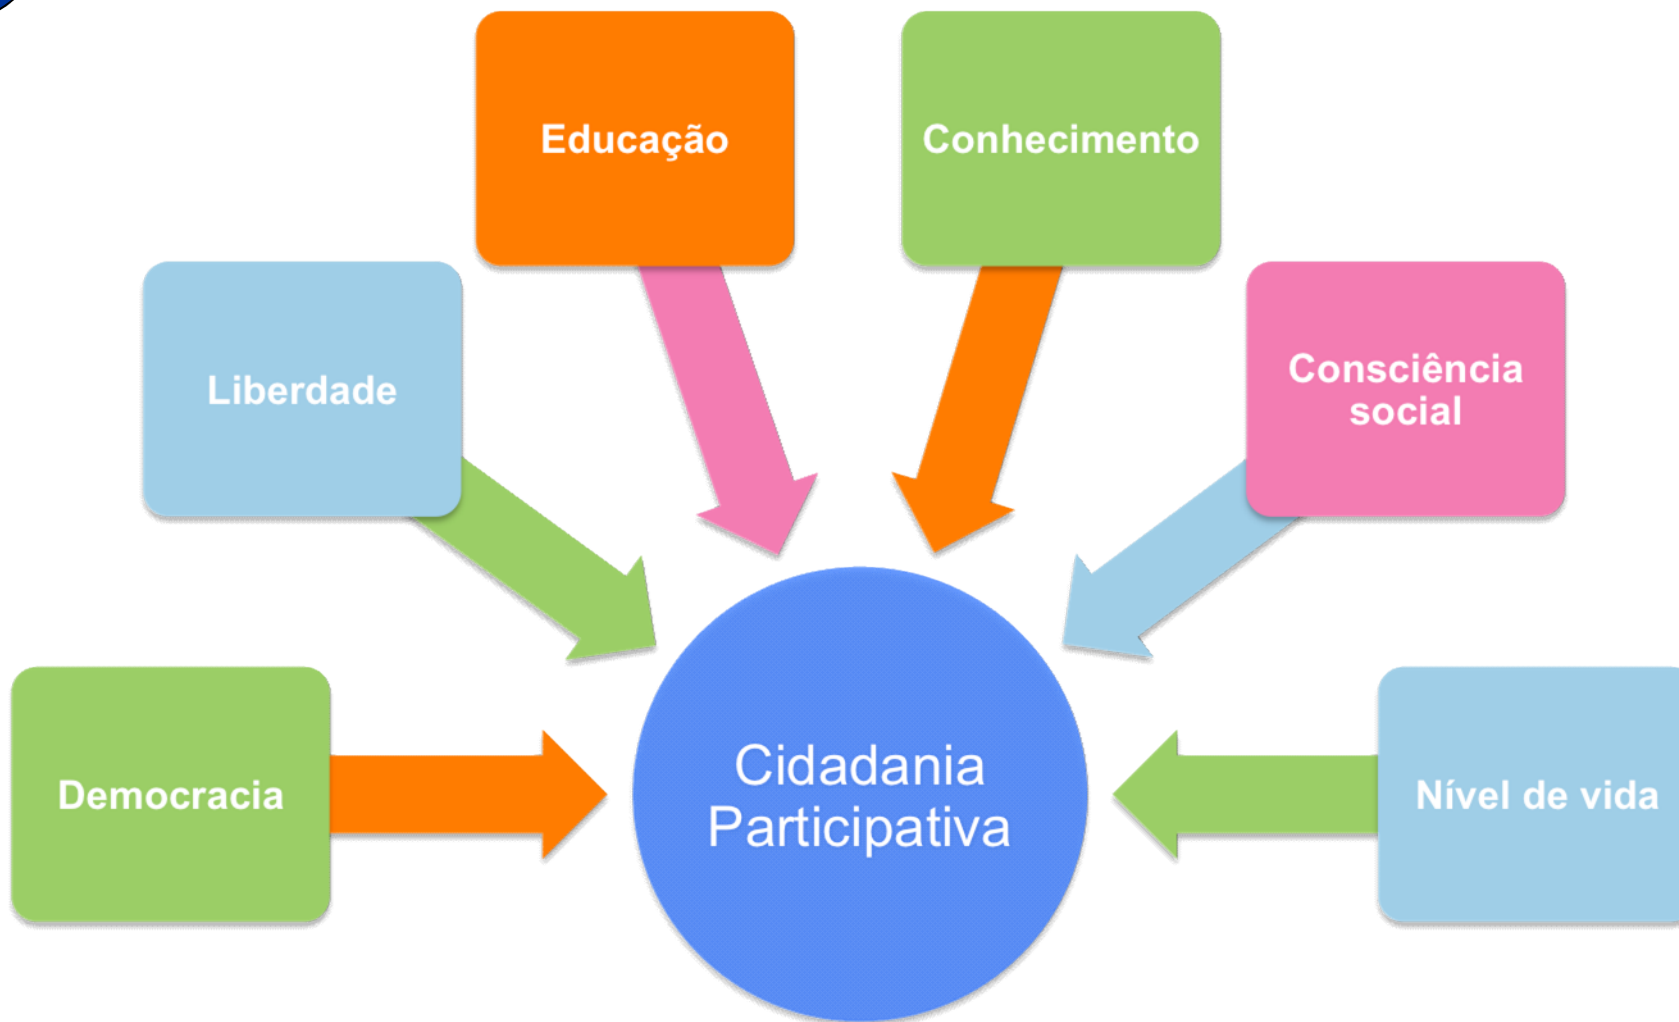 Educação
Conhecimento
Liberdade
Consciência
social
Democracia
Cidadania
Participativa
Nível de vida